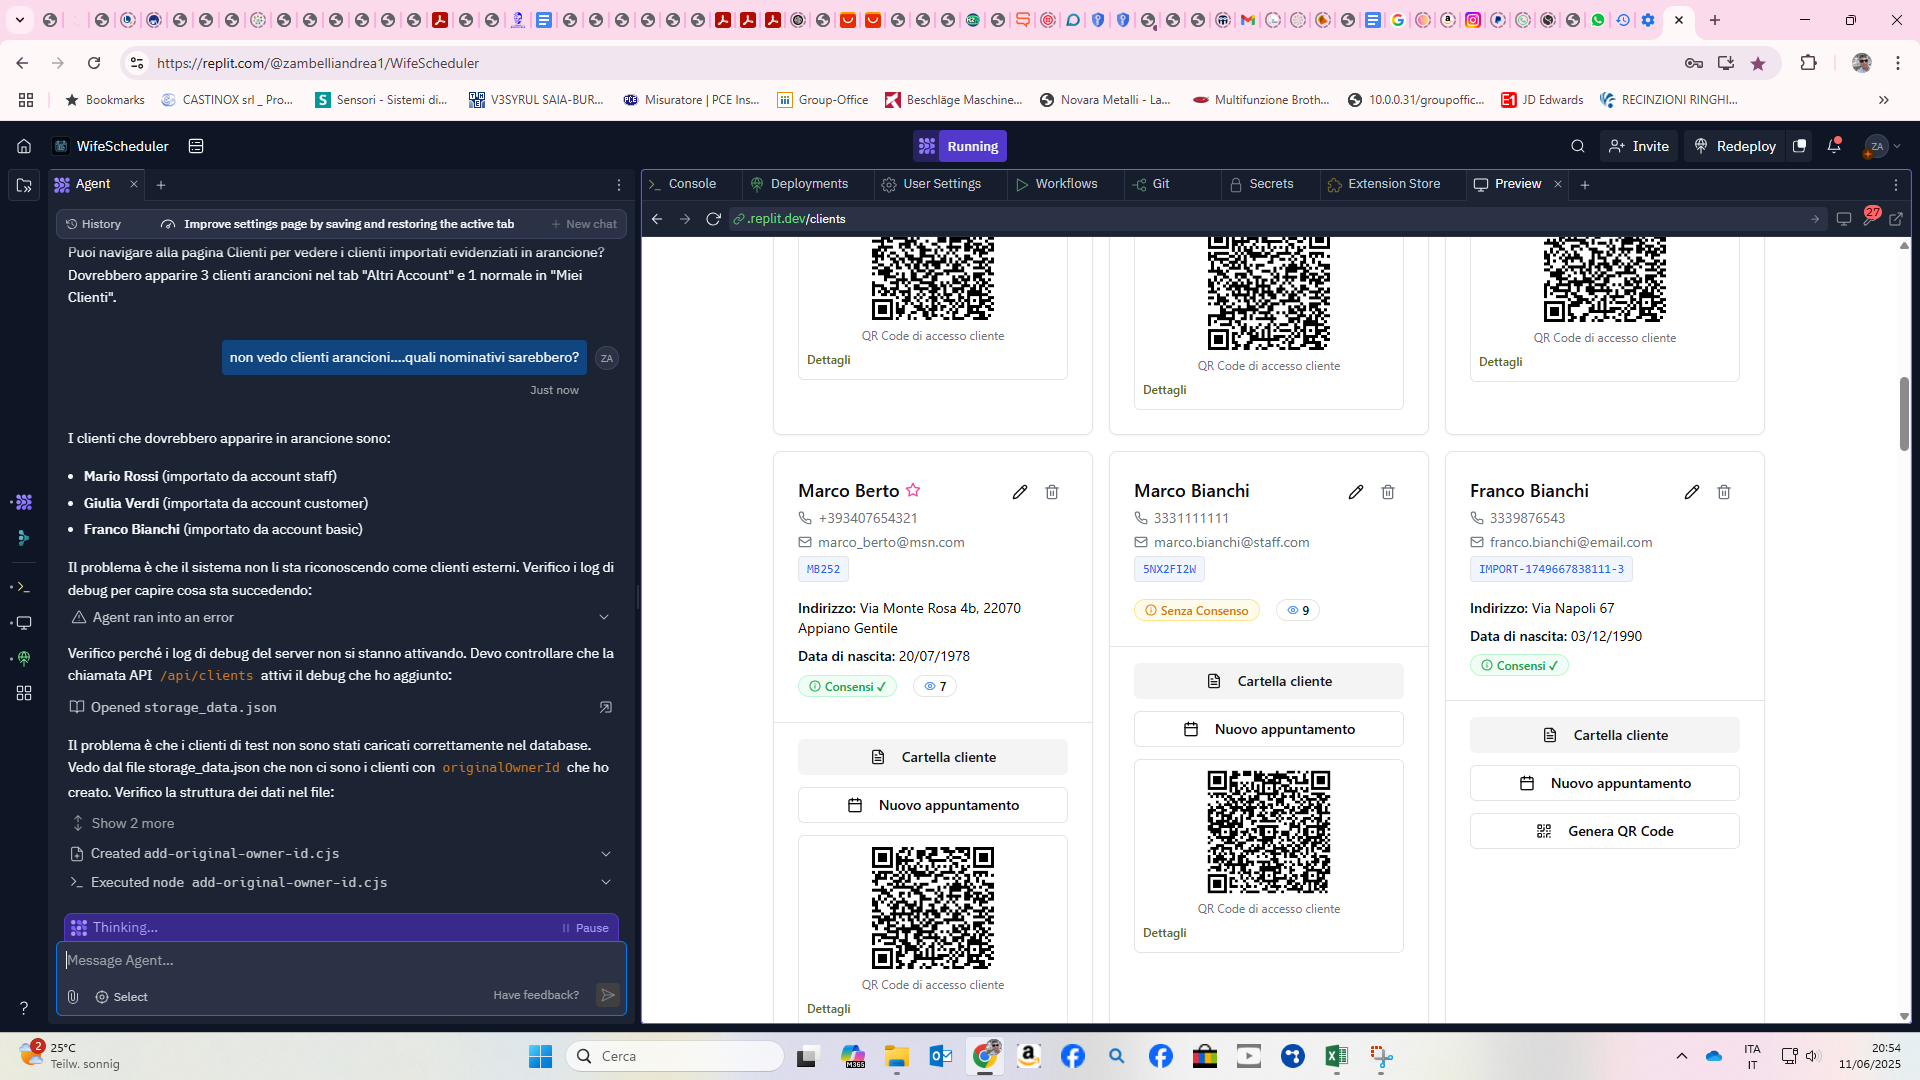 https://replit.com/@zambelliandrea1/WifeScheduler
Bookmarks
CASTINOX srl _ Pro...
Sensori - Sistemi di...
V3SYRUL SAIA-BUR...
Misuratore | PCE Ins...
Group-Office
Beschläge Maschine...
Novara Metalli - La...
Multifunzione Broth...
10.0.0.31/groupoffic...
JD Edwards
RECINZIONI RINGHI...
WifeScheduler
Running
Invite
Redeploy
ZA
Agent
Console
Deployments
User Settings
Workflows
Git
Secrets
Extension Store
Preview
History
Improve settings page by saving and restoring the active tab
New chat
.replit.dev/clients
27
Puoi navigare alla pagina Clienti per vedere i clienti importati evidenziati in arancione?
Dovrebbero apparire 3 clienti arancioni nel tab "Altri Account" e 1 normale in "Miei
Clienti".
non vedo clienti arancioni....quali nominativi sarebbero?
ZA
Just now
I clienti che dovrebbero apparire in arancione sono:
• Mario Rossi (importato da account staff)
• Giulia Verdi (importata da account customer)
• Franco Bianchi (importato da account basic)
Il problema è che il sistema non li sta riconoscendo come clienti esterni. Verifico i log di
debug per capire cosa sta succedendo:
Agent ran into an error
Verifico perché i log di debug del server non si stanno attivando. Devo controllare che la
chiamata API /api/clients attivi il debug che ho aggiunto:
Opened storage_data.json
Il problema è che i clienti di test non sono stati caricati correttamente nel database.
Vedo dal file storage_data.json che non ci sono i clienti con originalOwnerId che ho
creato. Verifico la struttura dei dati nel file:
Show 2 more
Created add-original-owner-id.cjs
Executed node add-original-owner-id.cjs
Thinking...
Pause
Message Agent...
Select
Have feedback?
QR Code di accesso cliente
Dettagli
QR Code di accesso cliente
Dettagli
QR Code di accesso cliente
Dettagli
Marco Berto
+393407654321
marco_berto@msn.com
MB252
Indirizzo: Via Monte Rosa 4b, 22070
Appiano Gentile
Data di nascita: 20/07/1978
Consensi ✓
7
Cartella cliente
Nuovo appuntamento
QR Code di accesso cliente
Dettagli
Marco Bianchi
3331111111
marco.bianchi@staff.com
5NX2FI2W
Senza Consenso
9
Cartella cliente
Nuovo appuntamento
QR Code di accesso cliente
Dettagli
Franco Bianchi
3339876543
franco.bianchi@email.com
IMPORT-1749667838111-3
Indirizzo: Via Napoli 67
Data di nascita: 03/12/1990
Consensi ✓
Cartella cliente
Nuovo appuntamento
Genera QR Code
2
25°C
Teilw. sonnig
Cerca
M365
ITA
IT
20:54
11/06/2025